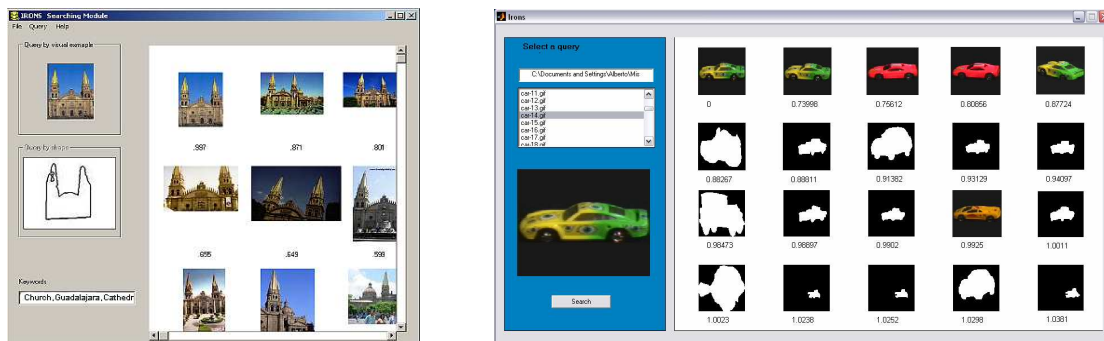 IRONS Searching Module
File Query Help
Query by visual example
Query by shape
.997 .871 .801
.695 .649 .598
Keywords
Church,Guadalajara,Cathedr
Irons
Select a query
C:\Documents and Settings\Alberto\Mis
car-11.gif
car-12.gif
car-13.gif
car-14.gif
car-15.gif
car-16.gif
car-17.gif
car-18.gif
Search
0 0.73998 0.75612 0.80856 0.87724
0.88267 0.88811 0.91382 0.93129 0.94097
0.98473 0.98897 0.9902 0.9925 1.0011
1.0023 1.0238 1.0252 1.0298 1.0381